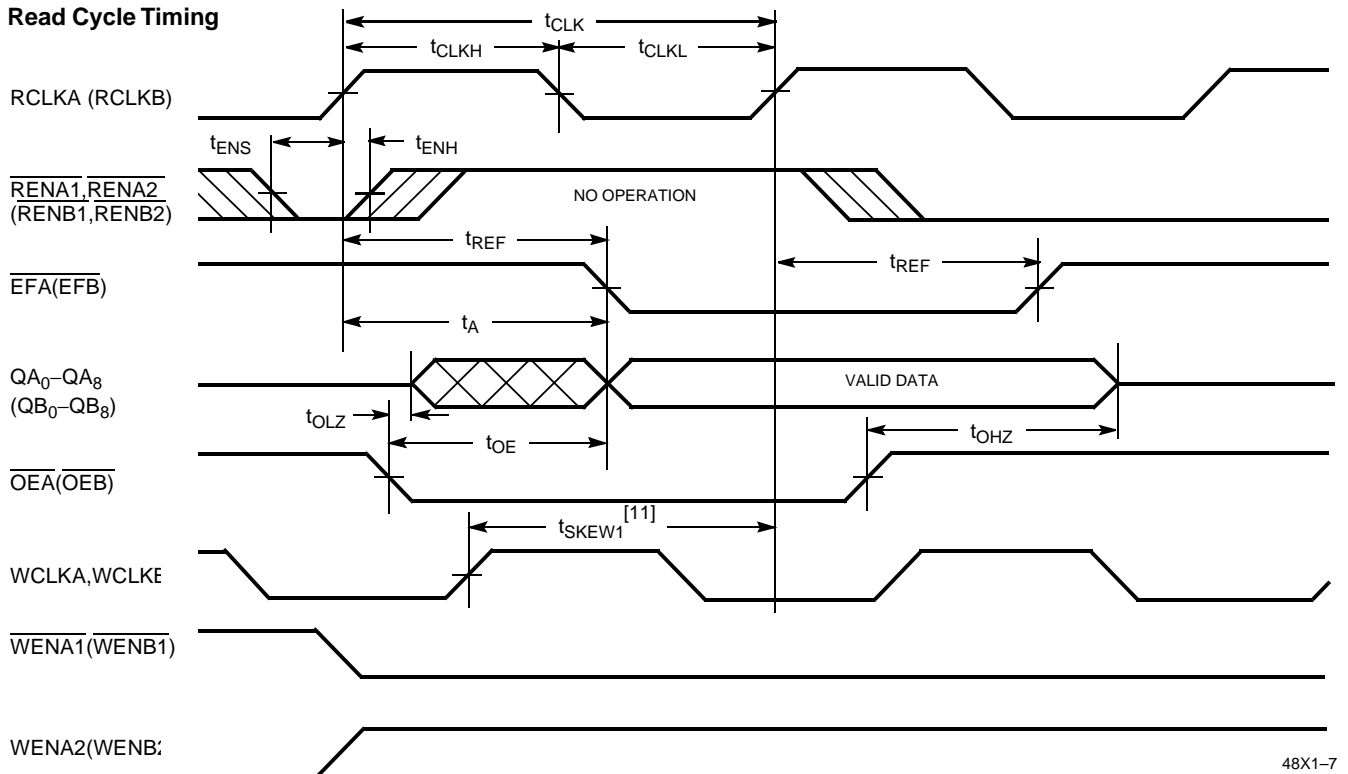 Read Cycle Timing
tCLK
tCLKH
tCLKL
RCLKA (RCLKB)
tENS
tENH
RENA1,RENA2
(RENB1,RENB2)
NO OPERATION
tREF
tREF
EFA(EFB)
tA
QA0–QA8
(QB0–QB8)
VALID DATA
tOLZ
tOE
tOHZ
OEA(OEB)
tSKEW1[11]
WCLKA,WCLKE
WENA1(WENB1)
WENA2(WENB2
48X1–7